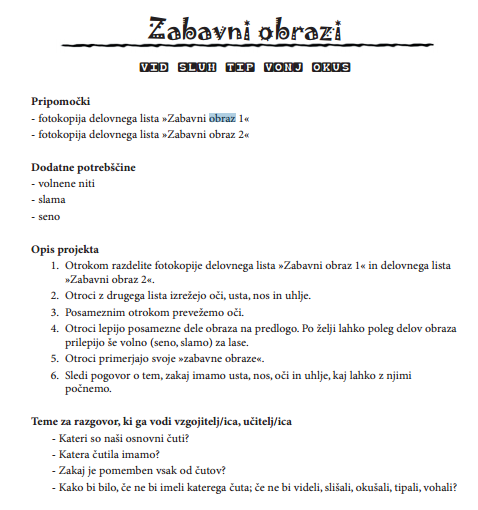 Zabavni obrazi
VID SLUH TIP VONJ OKUS
Pripomočki
- fotokopija delovnega lista »Zabavni obraz 1«
- fotokopija delovnega lista »Zabavni obraz 2«
Dodatne potrebščine
- volnene niti
- slama
- seno
Opis projekta
1. Otrokom razdelite fotokopije delovnega lista »Zabavni obraz 1« in delovnega lista
»Zabavni obraz 2«.
2. Otroci z drugega lista izrežejo oči, usta, nos in uhlje.
3. Posameznim otrokom prevežemo oči.
4. Otroci lepijo posamezne dele obraza na predlogo. Po želji lahko poleg delov obraza
prilepijo še volno (seno, slamo) za lase.
5. Otroci primerjajo svoje »zabavne obraze«.
6. Sledi pogovor o tem, zakaj imamo usta, nos, oči in uhlje, kaj lahko z njimi
počnemo.
Teme za razgovor, ki ga vodi vzgojitelj/ica, učitelj/ica
- Kateri so naši osnovni čuti?
- Katera čutila imamo?
- Zakaj je pomemben vsak od čutov?
- Kako bi bilo, če ne bi imeli katerega čuta; če ne bi videli, slišali, okušali, tipali, vohali?